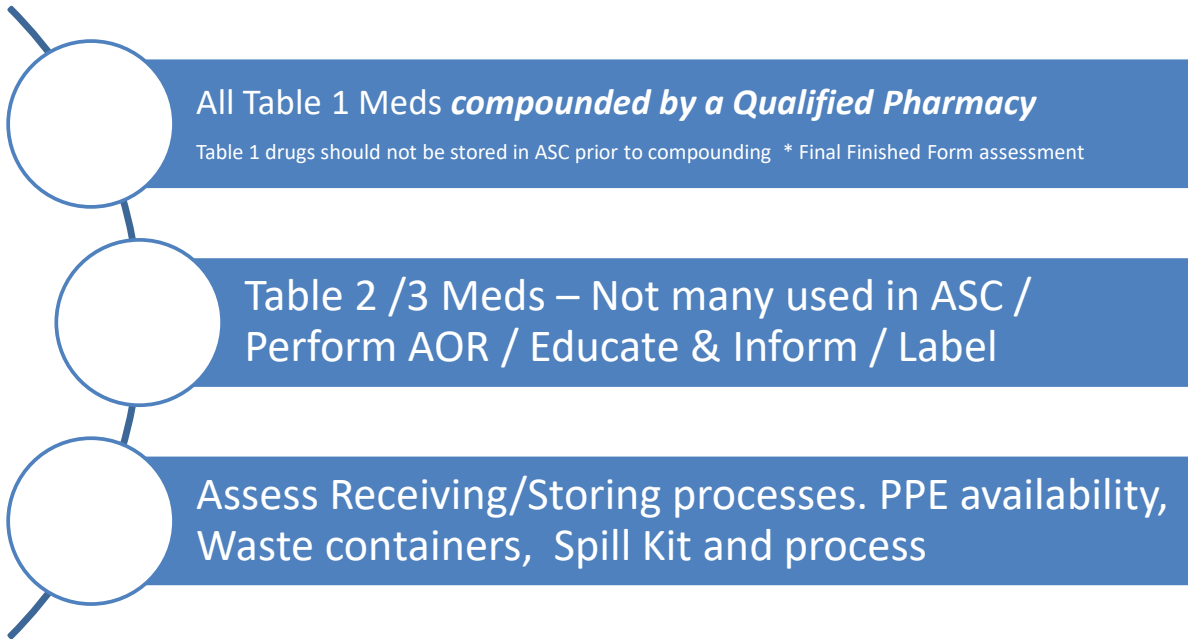 All Table 1 Meds compounded by a Qualified Pharmacy
Table 1 drugs should not be stored in ASC prior to compounding * Final Finished Form assessment
Table 2 /3 Meds – Not many used in ASC /
Perform AOR / Educate & Inform / Label
Assess Receiving/Storing processes. PPE availability,
Waste containers, Spill Kit and process